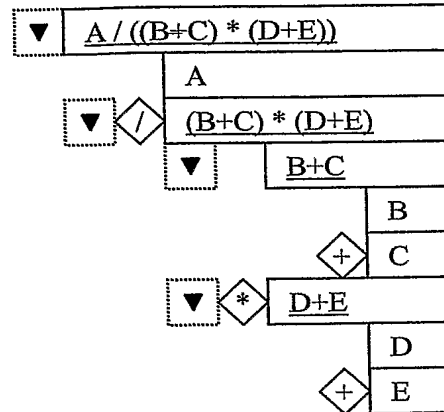 ▼ A / ((B+C) * (D+E))
A
▼ / (B+C) * (D+E)
▼ B+C
B
+ C
▼ * D+E
D
+ E